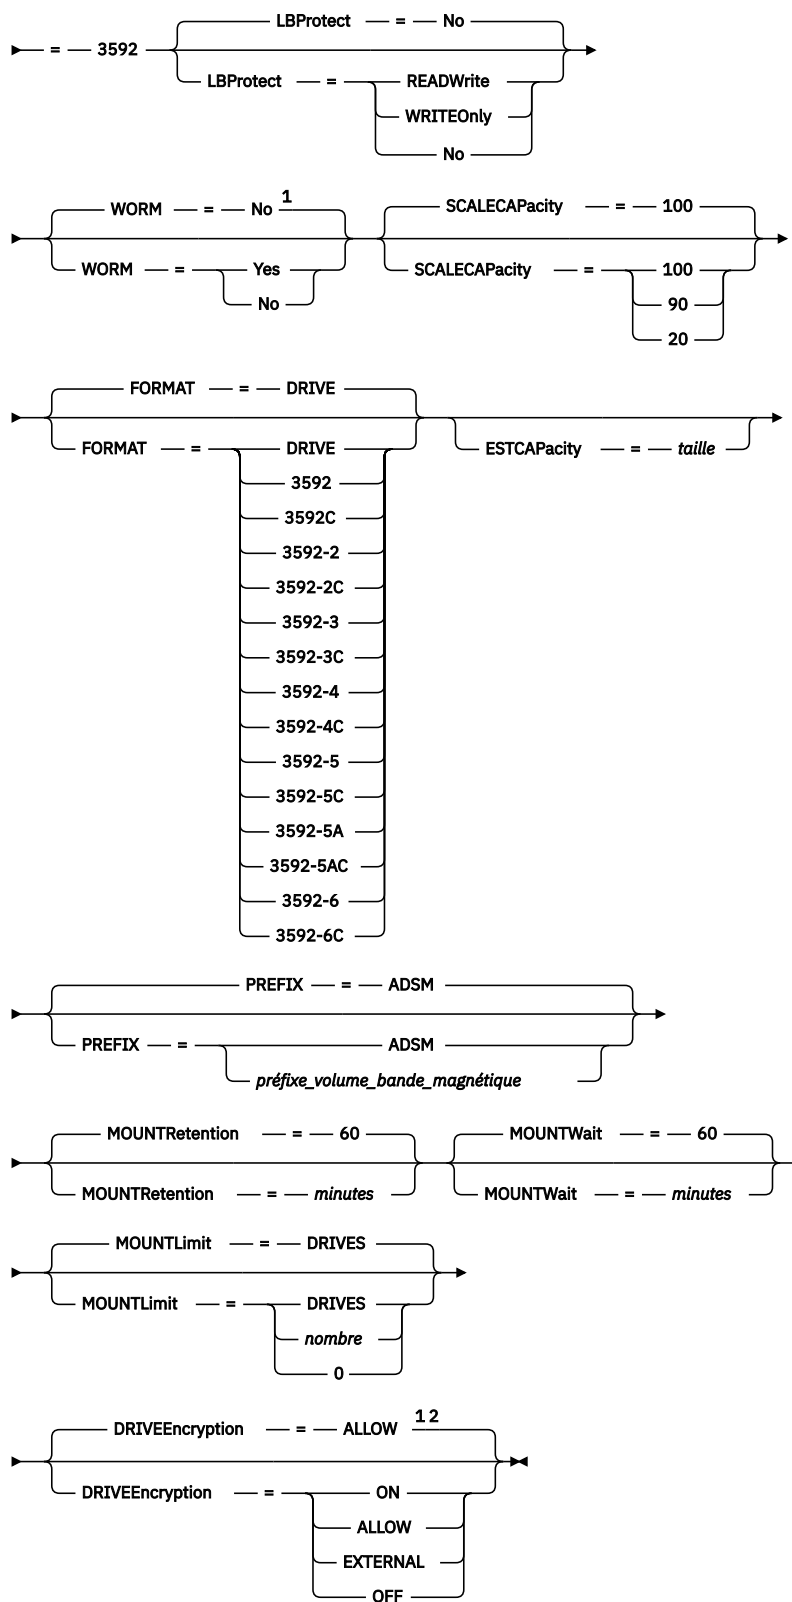 LBProtect = No
= 3592
LBProtect = READWrite
WRITEOnly
No
WORM = No 1 SCALECAPacity = 100
WORM = Yes SCALECAPacity = 100
No 90
20
FORMAT = DRIVE
FORMAT = DRIVE ESTCAPacity = taille
3592
3592C
3592-2
3592-2C
3592-3
3592-3C
3592-4
3592-4C
3592-5
3592-5C
3592-5A
3592-5AC
3592-6
3592-6C
PREFIX = ADSM
PREFIX = ADSM
préfixe_volume_bande_magnétique
MOUNTRetention = 60 MOUNTWait = 60
MOUNTRetention = minutes MOUNTWait = minutes
MOUNTLimit = DRIVES
MOUNTLimit = DRIVES
nombre
0
DRIVEEncryption = ALLOW 1 2
DRIVEEncryption = ON
ALLOW
EXTERNAL
OFF